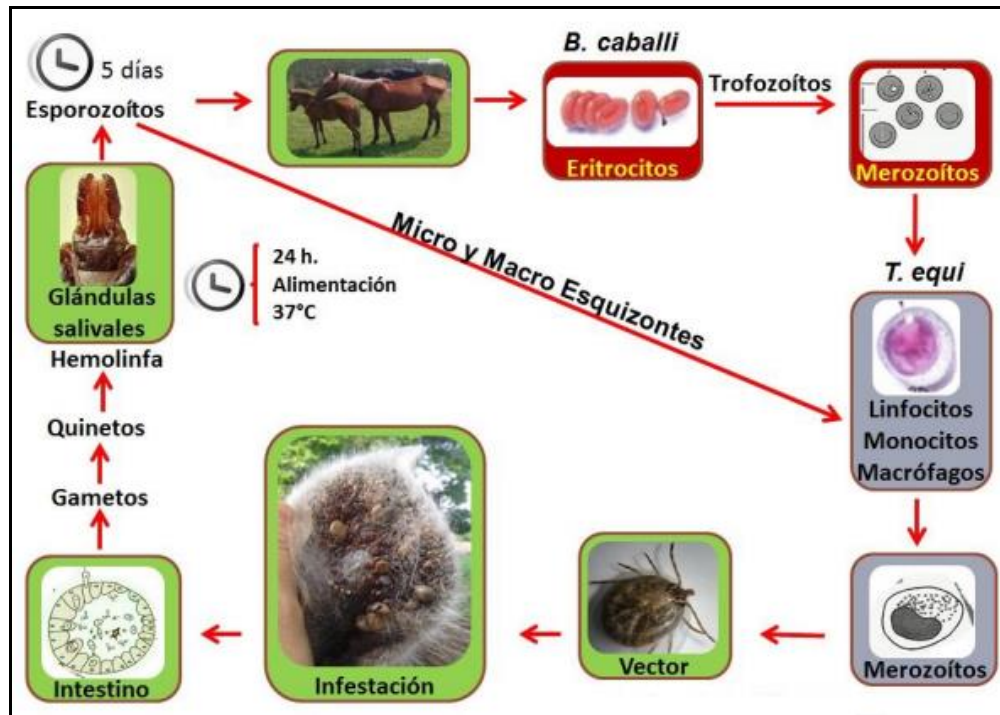 5 días
Esporozoítos
B. caballi
Eritrocitos
Trofozoítos
Merozoítos
Micro y Macro Esquizontes
T. equi
Linfocitos
Monocitos
Macrófagos
Merozoítos
Vector
Infestación
Intestino
Gametos
Quinetos
Hemolinfa
Glándulas
salivales
24 h.
Alimentación
37°C